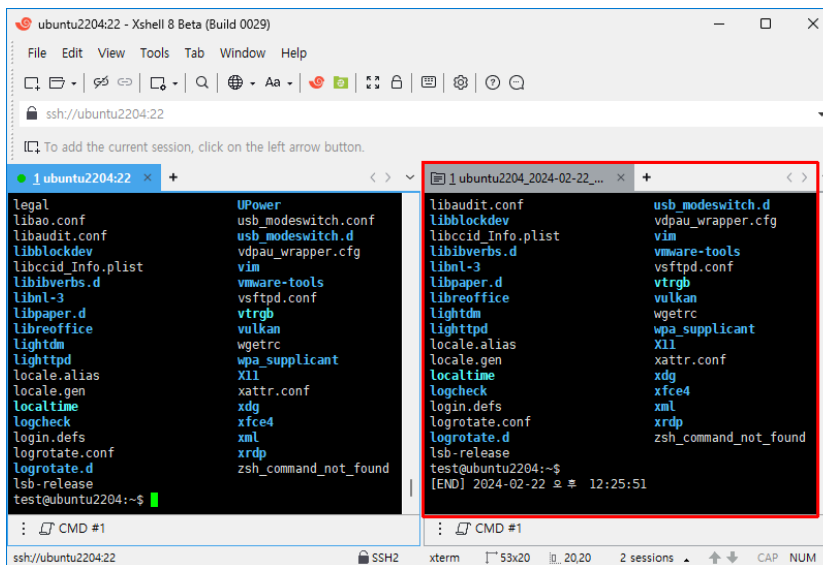 ubuntu2204:22 - Xshell 8 Beta (Build 0029)
File Edit View Tools Tab Window Help
Aa
ssh://ubuntu2204:22
To add the current session, click on the left arrow button.
1 ubuntu2204:22 × +
legal UPower
libao.conf usb_modeswitch.conf
libaudit.conf usb_modeswitch.d
libblockdev vdpau_wrapper.cfg
libccid_Info.plist vim
libibverbs.d vmware-tools
libnl-3 vsftpd.conf
libpaper.d vtrgb
libreoffice vulkan
lightdm wgetrc
lighttpd wpa_supplicant
locale.alias X11
locale.gen xattr.conf
localtime xdg
logcheck xfce4
login.defs xml
logrotate.conf xrdp
logrotate.d zsh_command_not_found
lsb-release
test@ubuntu2204:~$
CMD #1
1 ubuntu2204_2024-02-22_... × +
libaudit.conf usb_modeswitch.d
libblockdev vdpau_wrapper.cfg
libccid_Info.plist vim
libibverbs.d vmware-tools
libnl-3 vsftpd.conf
libpaper.d vtrgb
libreoffice vulkan
lightdm wgetrc
lighttpd wpa_supplicant
locale.alias X11
locale.gen xattr.conf
localtime xdg
logcheck xfce4
login.defs xml
logrotate.conf xrdp
logrotate.d zsh_command_not_found
lsb-release
test@ubuntu2204:~$
[END] 2024-02-22 오후 12:25:51
CMD #1
ssh://ubuntu2204:22 SSH2 xterm 53x20 20,20 2 sessions CAP NUM